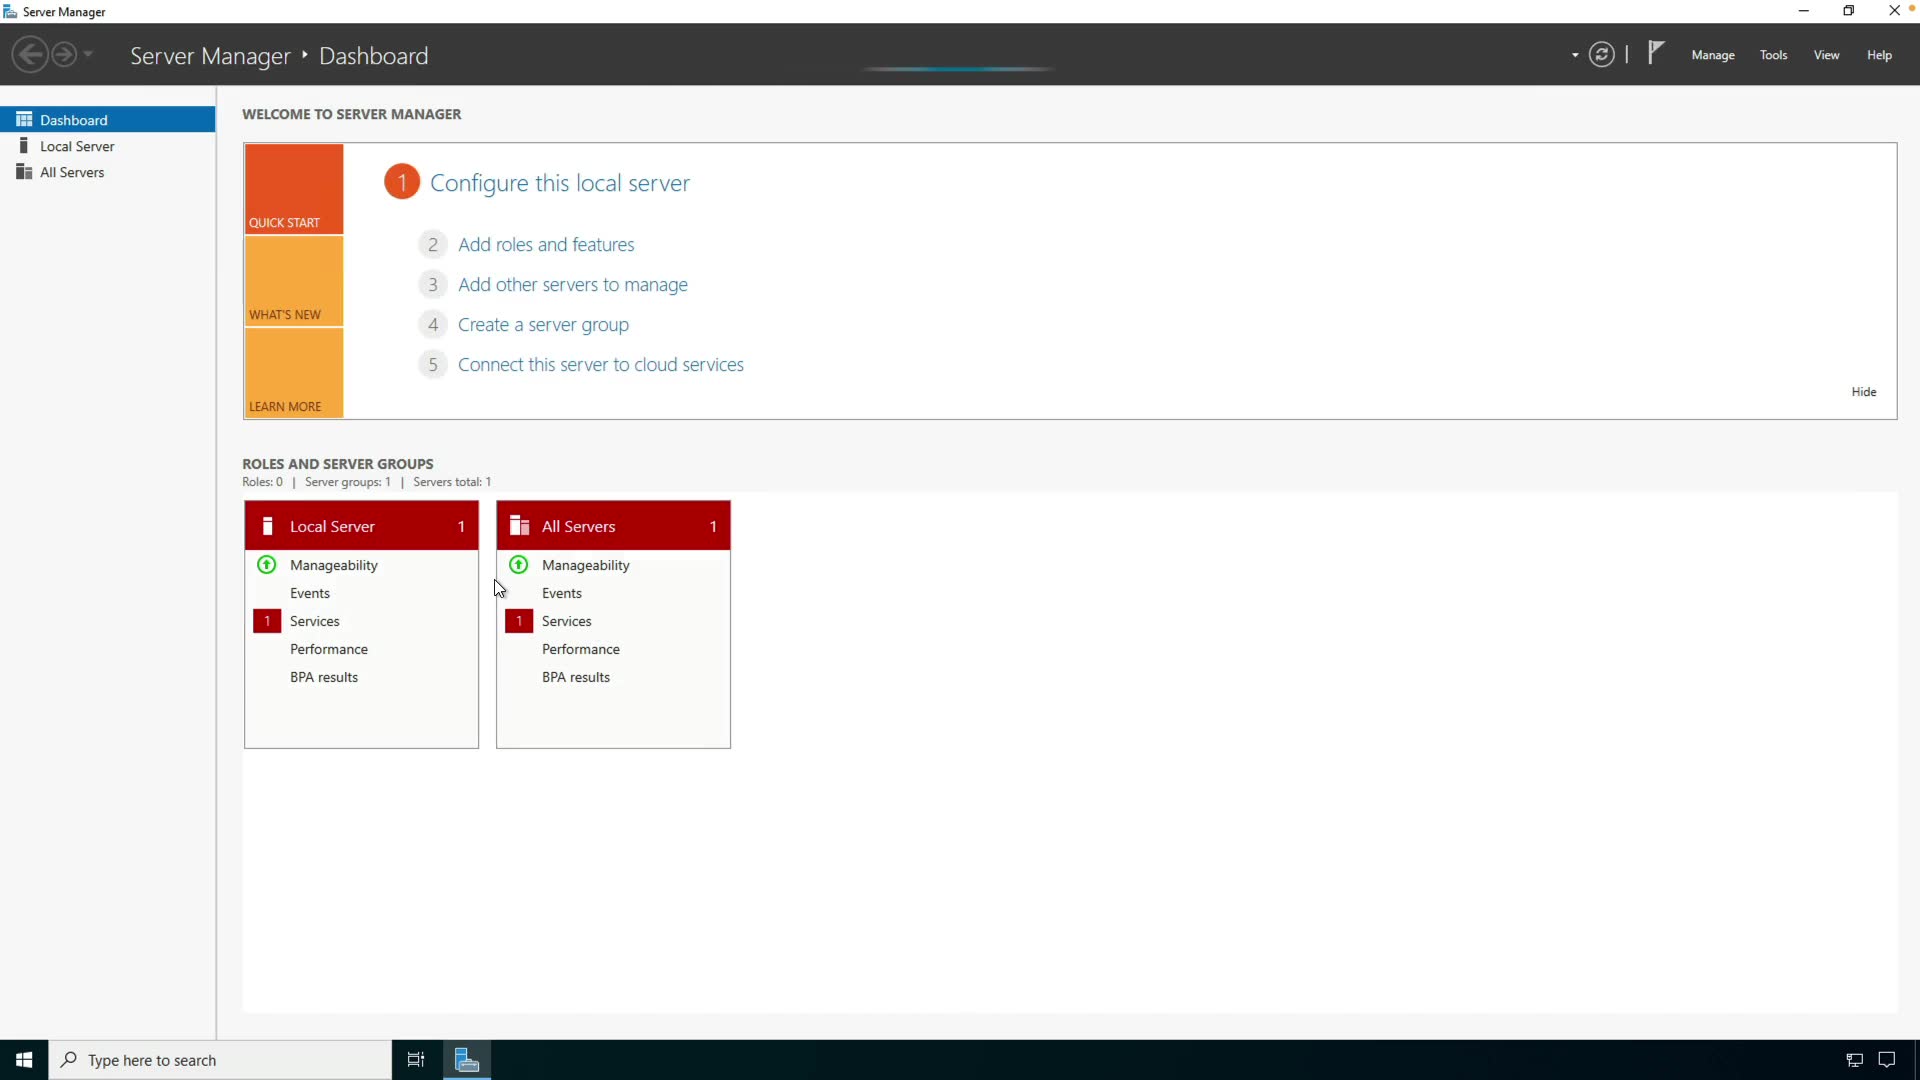 Server Manager
Server Manager ‣ Dashboard
Manage Tools View Help
Dashboard
Local Server
All Servers
WELCOME TO SERVER MANAGER
QUICK START
WHAT'S NEW
LEARN MORE
1 Configure this local server
2 Add roles and features
3 Add other servers to manage
4 Create a server group
5 Connect this server to cloud services
Hide
ROLES AND SERVER GROUPS
Roles: 0 | Server groups: 1 | Servers total: 1
Local Server 1
Manageability
Events
1 Services
Performance
BPA results
All Servers 1
Manageability
Events
1 Services
Performance
BPA results
Type here to search